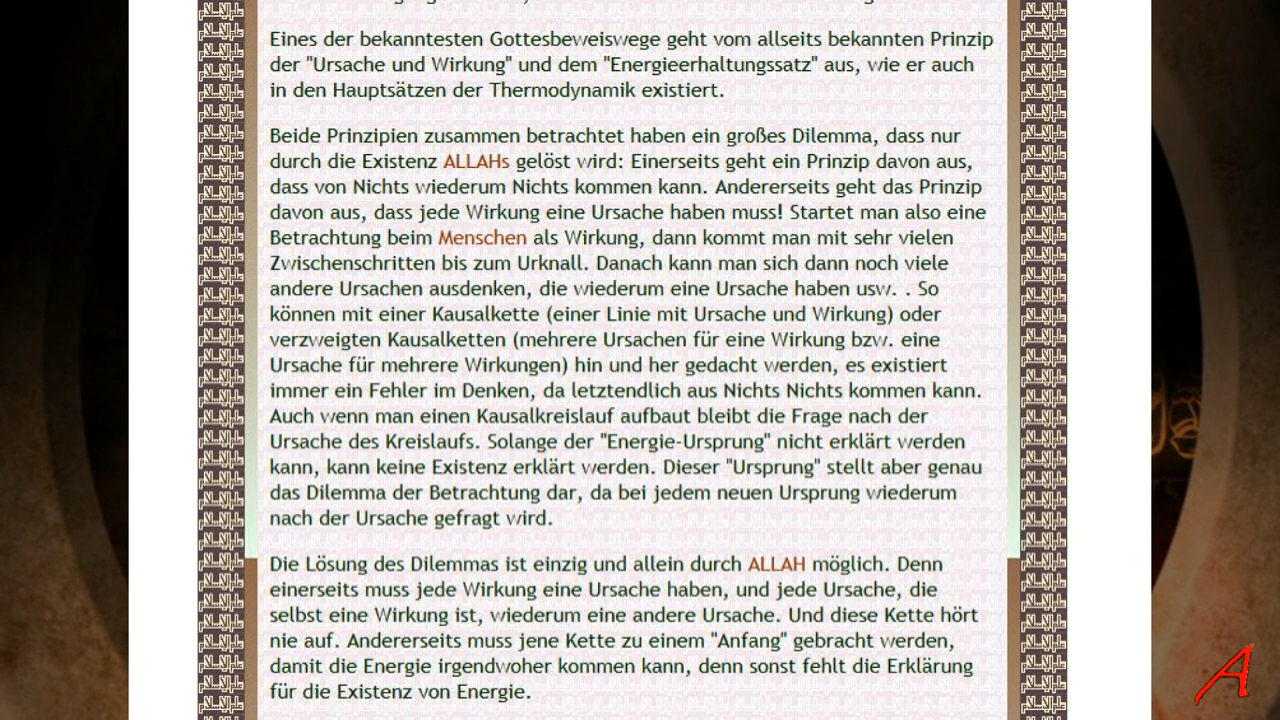 Eines der bekanntesten Gottesbeweiswege geht vom allseits bekannten Prinzip
der "Ursache und Wirkung" und dem "Energieerhaltungssatz" aus, wie er auch
in den Hauptsätzen der Thermodynamik existiert.
Beide Prinzipien zusammen betrachtet haben ein großes Dilemma, dass nur
durch die Existenz ALLAHs gelöst wird: Einerseits geht ein Prinzip davon aus,
dass von Nichts wiederum Nichts kommen kann. Andererseits geht das Prinzip
davon aus, dass jede Wirkung eine Ursache haben muss! Startet man also eine
Betrachtung beim Menschen als Wirkung, dann kommt man mit sehr vielen
Zwischenschritten bis zum Urknall. Danach kann man sich dann noch viele
andere Ursachen ausdenken, die wiederum eine Ursache haben usw. . So
können mit einer Kausalkette (einer Linie mit Ursache und Wirkung) oder
verzweigten Kausalketten (mehrere Ursachen für eine Wirkung bzw. eine
Ursache für mehrere Wirkungen) hin und her gedacht werden, es existiert
immer ein Fehler im Denken, da letztendlich aus Nichts Nichts kommen kann.
Auch wenn man einen Kausalkreislauf aufbaut bleibt die Frage nach der
Ursache des Kreislaufs. Solange der "Energie-Ursprung" nicht erklärt werden
kann, kann keine Existenz erklärt werden. Dieser "Ursprung" stellt aber genau
das Dilemma der Betrachtung dar, da bei jedem neuen Ursprung wiederum
nach der Ursache gefragt wird.
Die Lösung des Dilemmas ist einzig und allein durch ALLAH möglich. Denn
einerseits muss jede Wirkung eine Ursache haben, und jede Ursache, die
selbst eine Wirkung ist, wiederum eine andere Ursache. Und diese Kette hört
nie auf. Andererseits muss jene Kette zu einem "Anfang" gebracht werden,
damit die Energie irgendwoher kommen kann, denn sonst fehlt die Erklärung
für die Existenz von Energie.
A